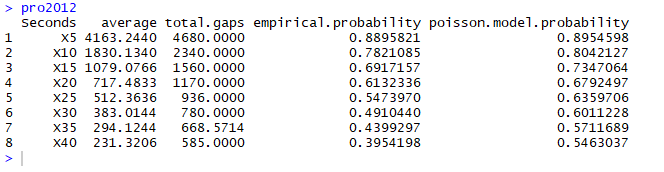 > pro2012
Seconds average total.gaps empirical.probability poisson.model.probability
1 X5 4163.2440 4680.0000 0.8895821 0.8954598
2 X10 1830.1340 2340.0000 0.7821085 0.8042127
3 X15 1079.0766 1560.0000 0.6917157 0.7347064
4 X20 717.4833 1170.0000 0.6132336 0.6792497
5 X25 512.3636 936.0000 0.5473970 0.6359706
6 X30 383.0144 780.0000 0.4910440 0.6011228
7 X35 294.1244 668.5714 0.4399297 0.5711689
8 X40 231.3206 585.0000 0.3954198 0.5463037
>